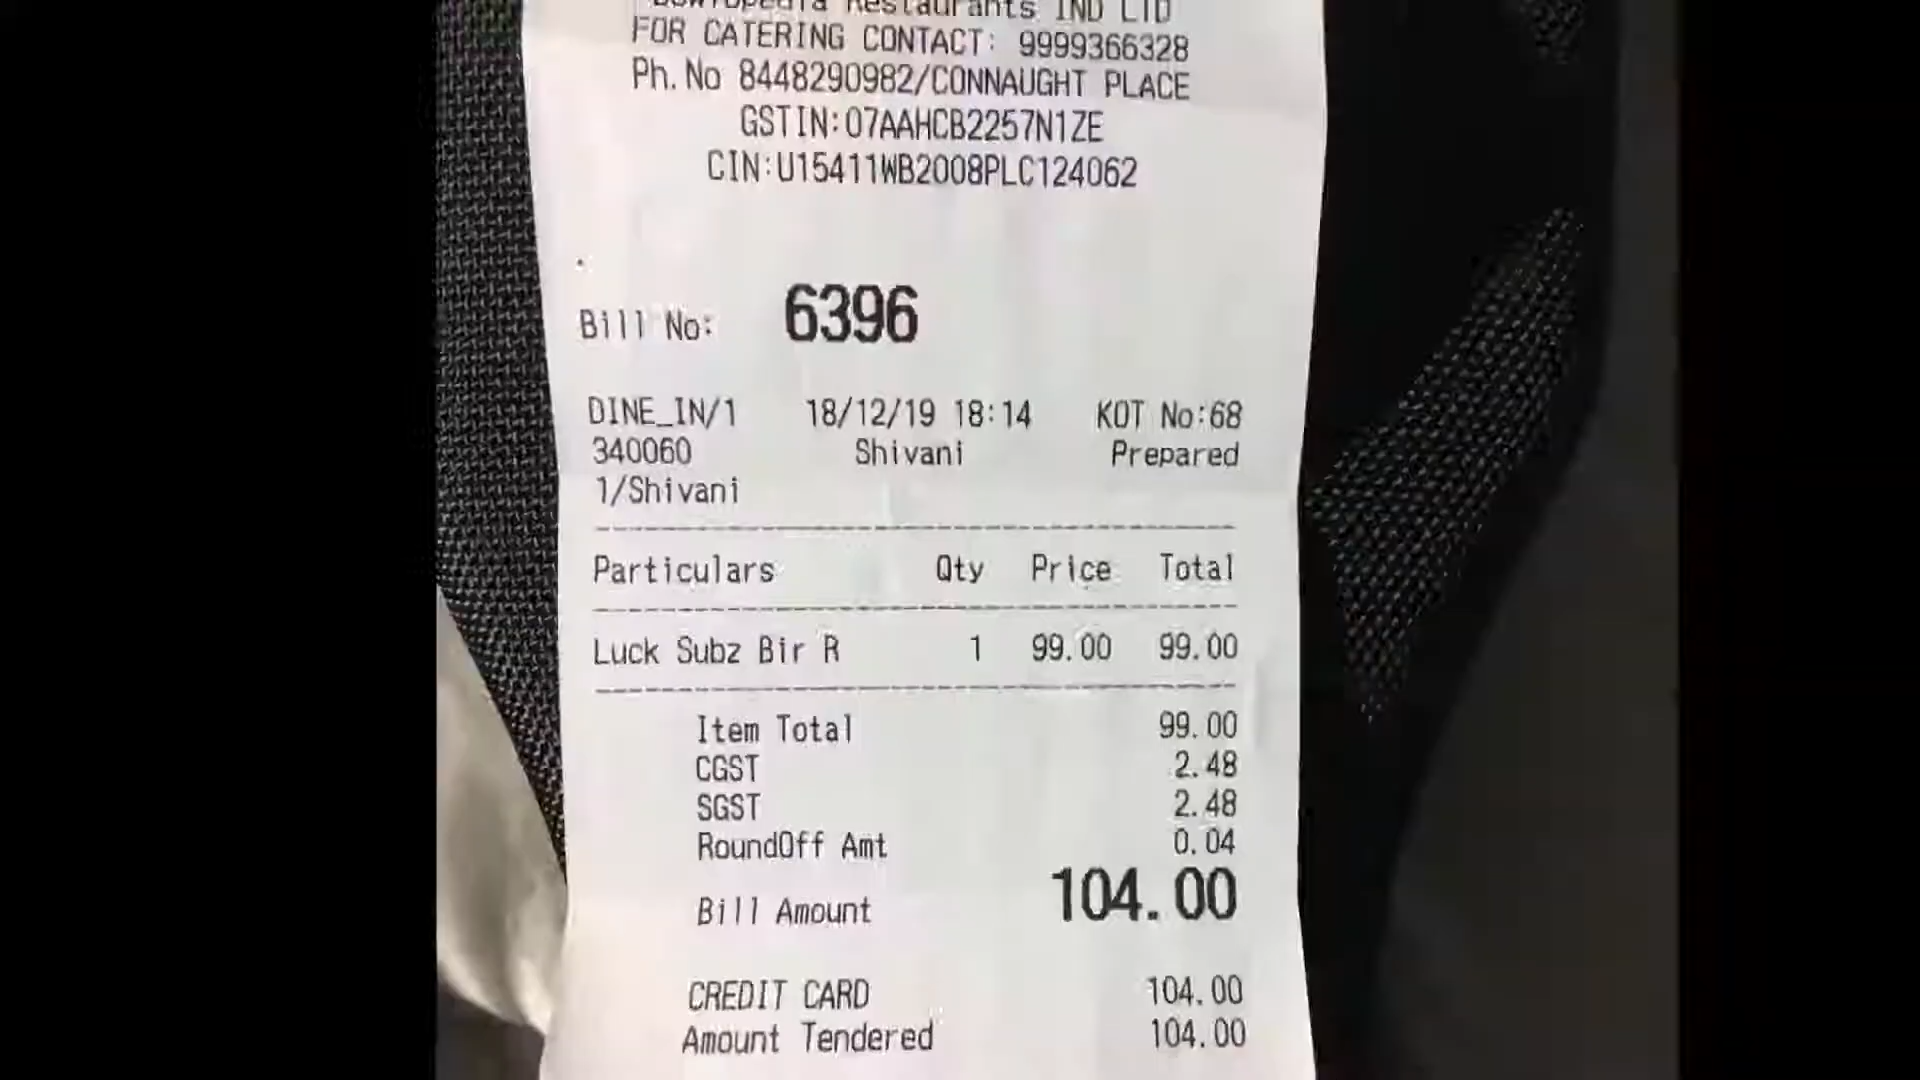 Restaurants IND LTD
FOR CATERING CONTACT: 9999366328
Ph.No 8448290982/CONNAUGHT PLACE
GSTIN:07AAHCB2257N1ZE
CIN:U15411WB2008PLC124062
Bill No: 6396
DINE_IN/1 18/12/19 18:14 KOT No:68
340060 Shivani Prepared
1/Shivani
Particulars Qty Price Total
Luck Subz Bir R 1 99.00 99.00
Item Total 99.00
CGST 2.48
SGST 2.48
RoundOff Amt 0.04
Bill Amount 104.00
CREDIT CARD 104.00
Amount Tendered 104.00